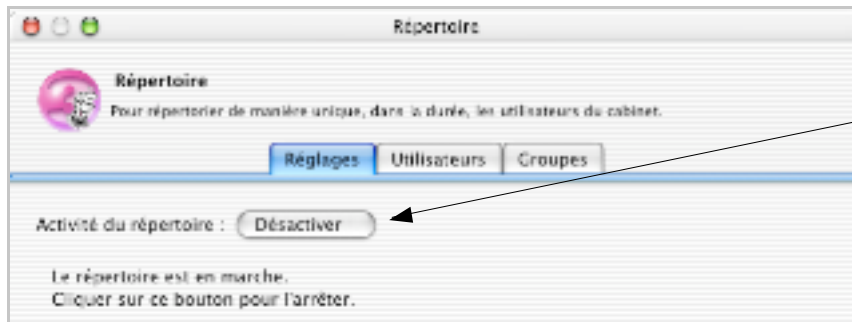 Répertoire
Répertoire
Pour répertorier de manière unique, dans la durée, les utilisateurs du cabinet.
Réglages Utilisateurs Groupes
Activité du répertoire : Désactiver
Le répertoire est en marche.
Cliquer sur ce bouton pour l'arrêter.